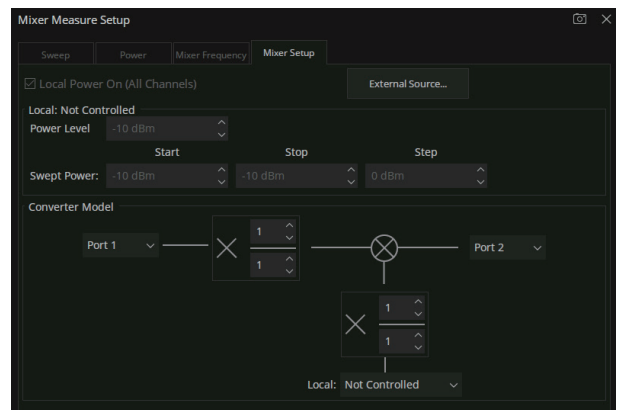 Mixer Measure Setup
Sweep Power Mixer Frequency Mixer Setup
Local Power On (All Channels) External Source...
Local: Not Controlled
Power Level -10 dBm
Start Stop Step
Swept Power: -10 dBm -10 dBm 0 dBm
Converter Model
1
Port 1 Port 2
1
1
1
Local: Not Controlled